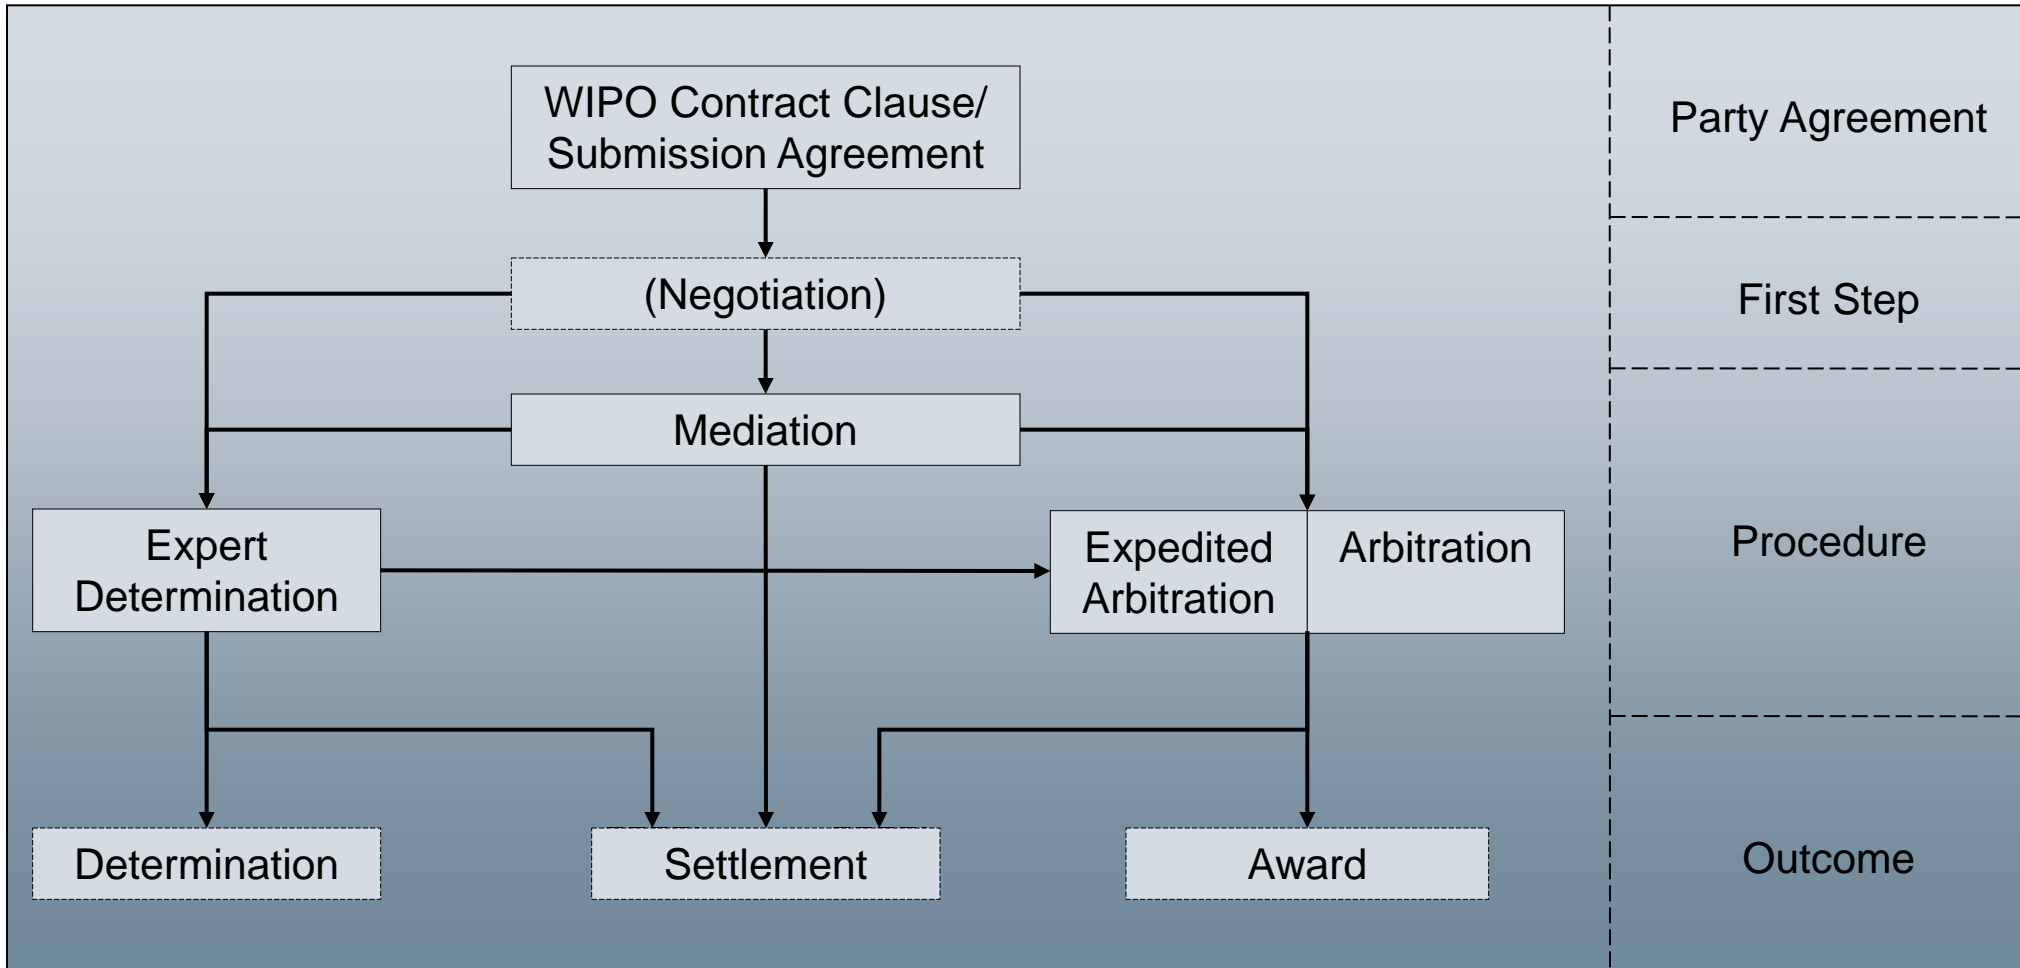 WIPO Contract Clause/
Submission Agreement
Party Agreement
(Negotiation)
First Step
Mediation
Expert
Determination
Expedited
Arbitration
Arbitration
Procedure
Determination
Settlement
Award
Outcome